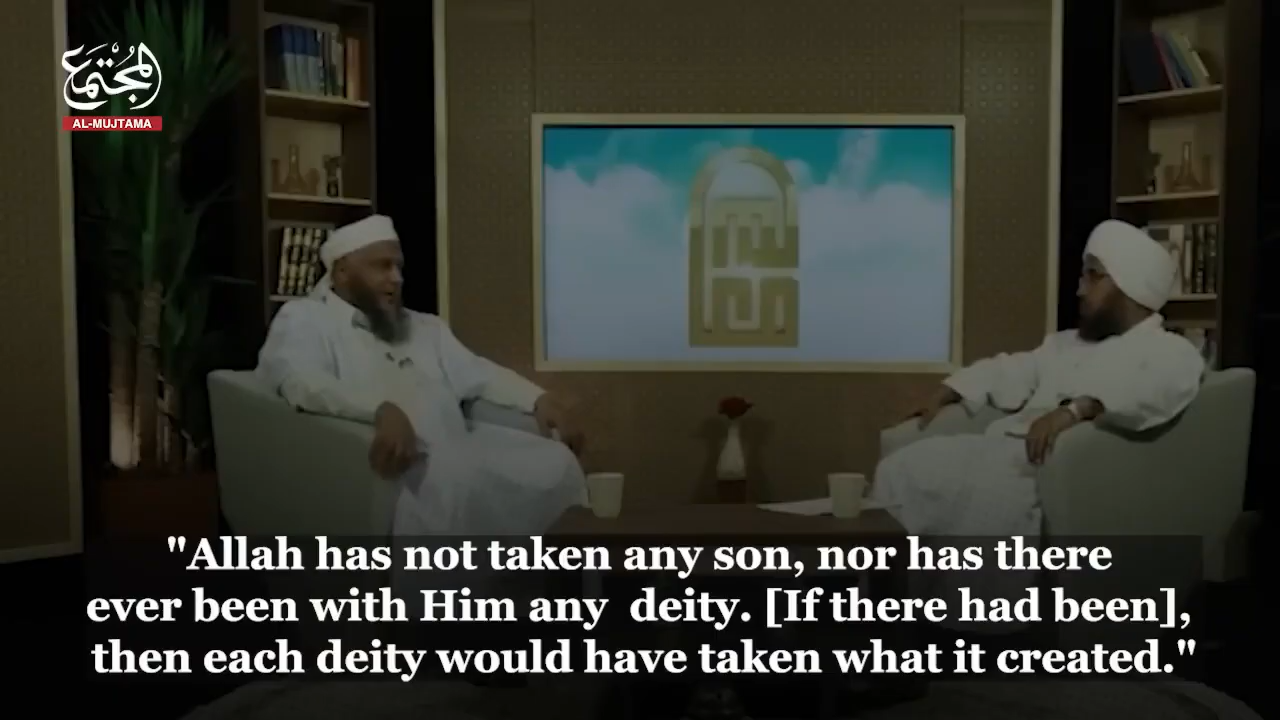 المجتمع
AL-MUJTAMA
"Allah has not taken any son, nor has there
ever been with Him any  deity. [If there had been],
then each deity would have taken what it created."